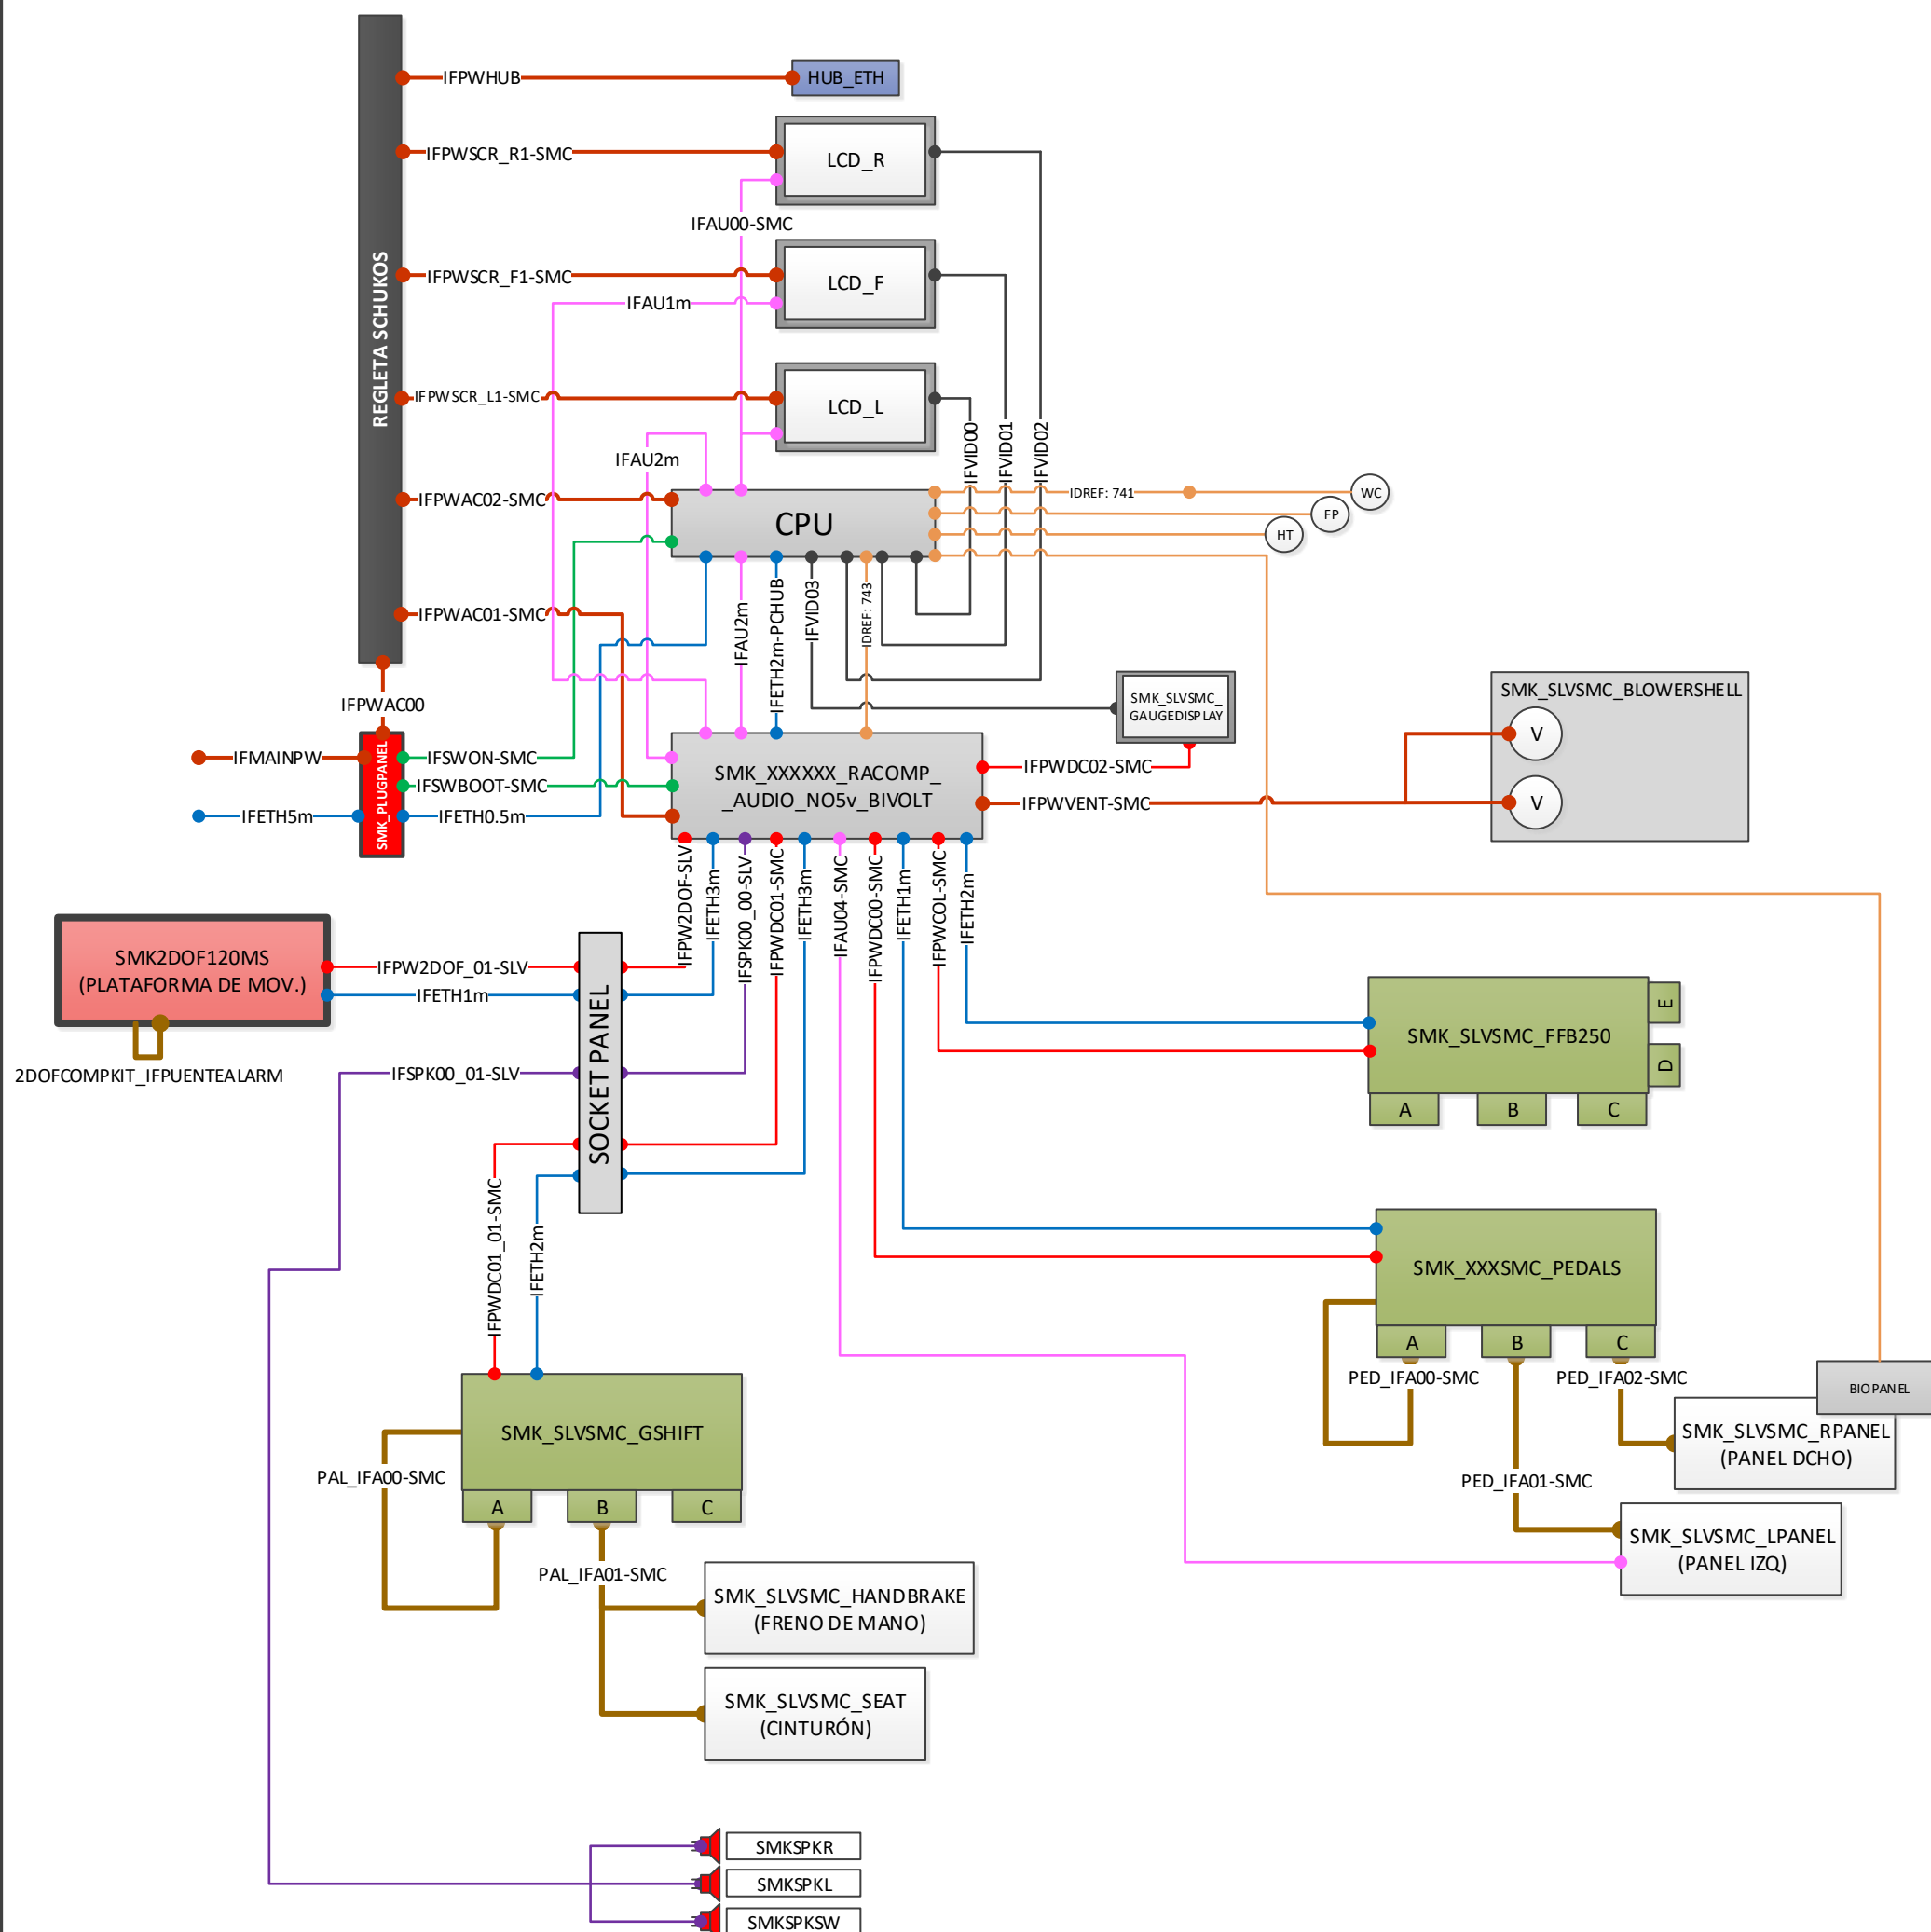 REGLETA SCHUKOS
IFPWHUB
HUB_ETH
IFPWSCR_R1-SMC
LCD_R
IFAU00-SMC
IFPWSCR_F1-SMC
LCD_F
IFAU1m
IFPWSCR_L1-SMC
LCD_L
IFAU2m
IFVID00
IFVID01
IFVID02
IFPWAC02-SMC
CPU
IDREF: 741
WC
FP
HT
IFPWAC01-SMC
IFAU2m
IFETH2m-PCHUB
IFVID03
IDREF: 743
IFPWAC00
SMK_PLUGPANEL
IFMAINPW
IFETH5m
IFSWON-SMC
IFSWBOOT-SMC
IFETH0.5m
SMK_XXXXXX_RACOMP_
_AUDIO_NO5v_BIVOLT
SMK_SLVSMC_
GAUGEDISPLAY
IFPWDC02-SMC
IFPWVENT-SMC
SMK_SLVSMC_BLOWERSHELL
V
V
IFPW2DOF-SLV
IFETH3m
IFSPK00_00-SLV
IFPWDC01-SMC
IFETH3m
IFAU04-SMC
IFPWDC00-SMC
IFETH1m
IFPWCOL-SMC
IFETH2m
SMK2DOF120MS
(PLATAFORMA DE MOV.)
IFPW2DOF_01-SLV
IFETH1m
2DOFCOMPKIT_IFPUENTEALARM
IFSPK00_01-SLV
SOCKET PANEL
SMK_SLVSMC_FFB250
E
D
A
B
C
IFPWDC01_01-SMC
IFETH2m
SMK_XXXSMC_PEDALS
A
B
C
PED_IFA00-SMC
PED_IFA02-SMC
PED_IFA01-SMC
BIOPANEL
SMK_SLVSMC_RPANEL
(PANEL DCHO)
SMK_SLVSMC_LPANEL
(PANEL IZQ)
SMK_SLVSMC_GSHIFT
A
B
C
PAL_IFA00-SMC
PAL_IFA01-SMC
SMK_SLVSMC_HANDBRAKE
(FRENO DE MANO)
SMK_SLVSMC_SEAT
(CINTURÓN)
SMKSPKR
SMKSPKL
SMKSPKSW